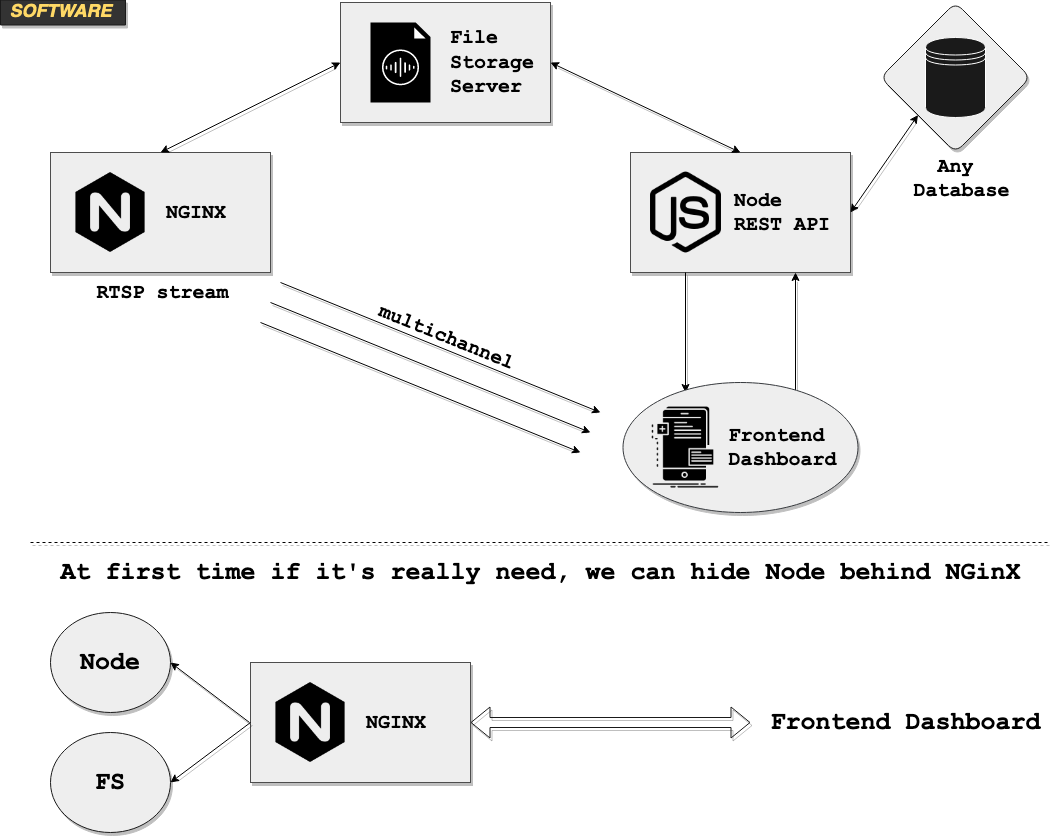 SOFTWARE
File
Storage
Server
Any
Database
N NGINX
JS Node
REST API
RTSP stream
multichannel
Frontend
Dashboard
At first time if it's really need, we can hide Node behind NGinX
Node
N NGINX
Frontend Dashboard
FS